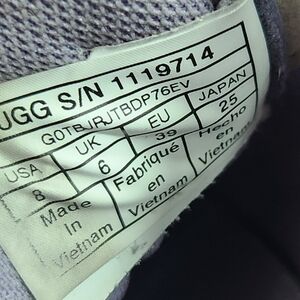 UGG S/N 1119714
GOTBJRJTBDP76EV
USA UK EU JAPAN
8 6 39 25
Made Fabriqué Hecho
in en en
Vietnam Vietnam Vietnam